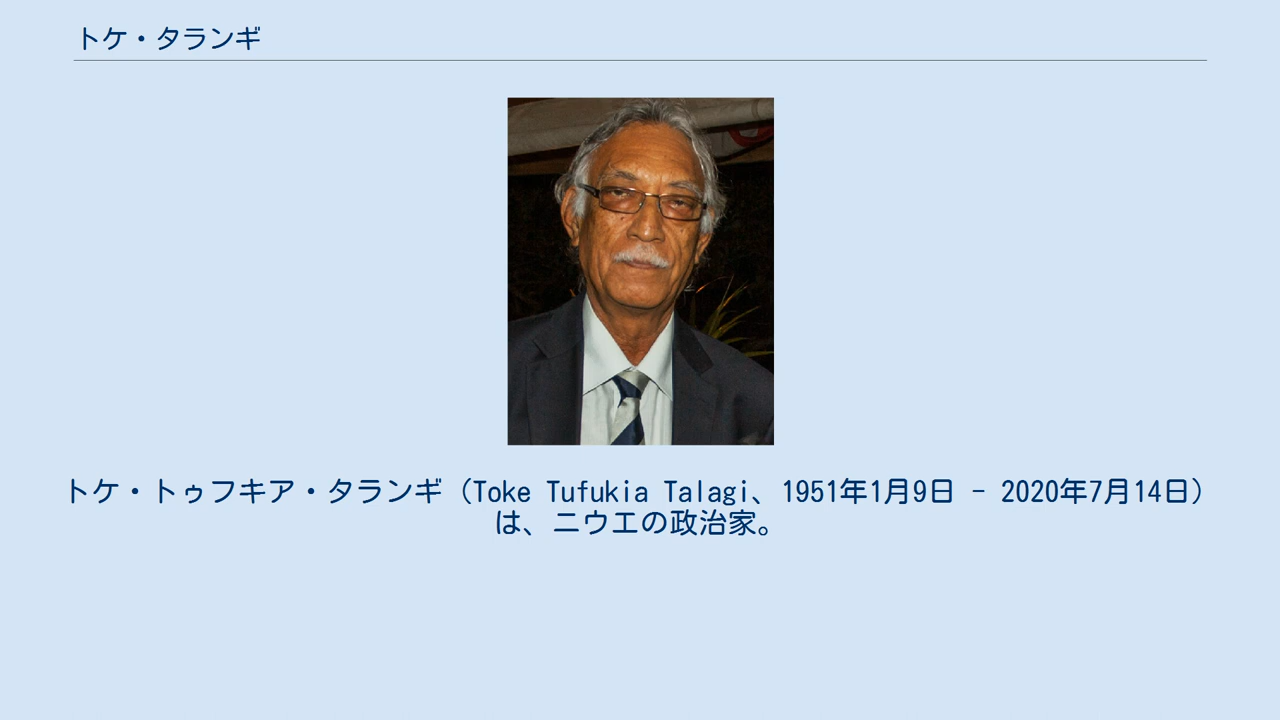 トケ・タランギ
トケ・トゥフキア・タランギ（Toke Tufukia Talagi、1951年1月9日 - 2020年7月14日）
は、ニウエの政治家。